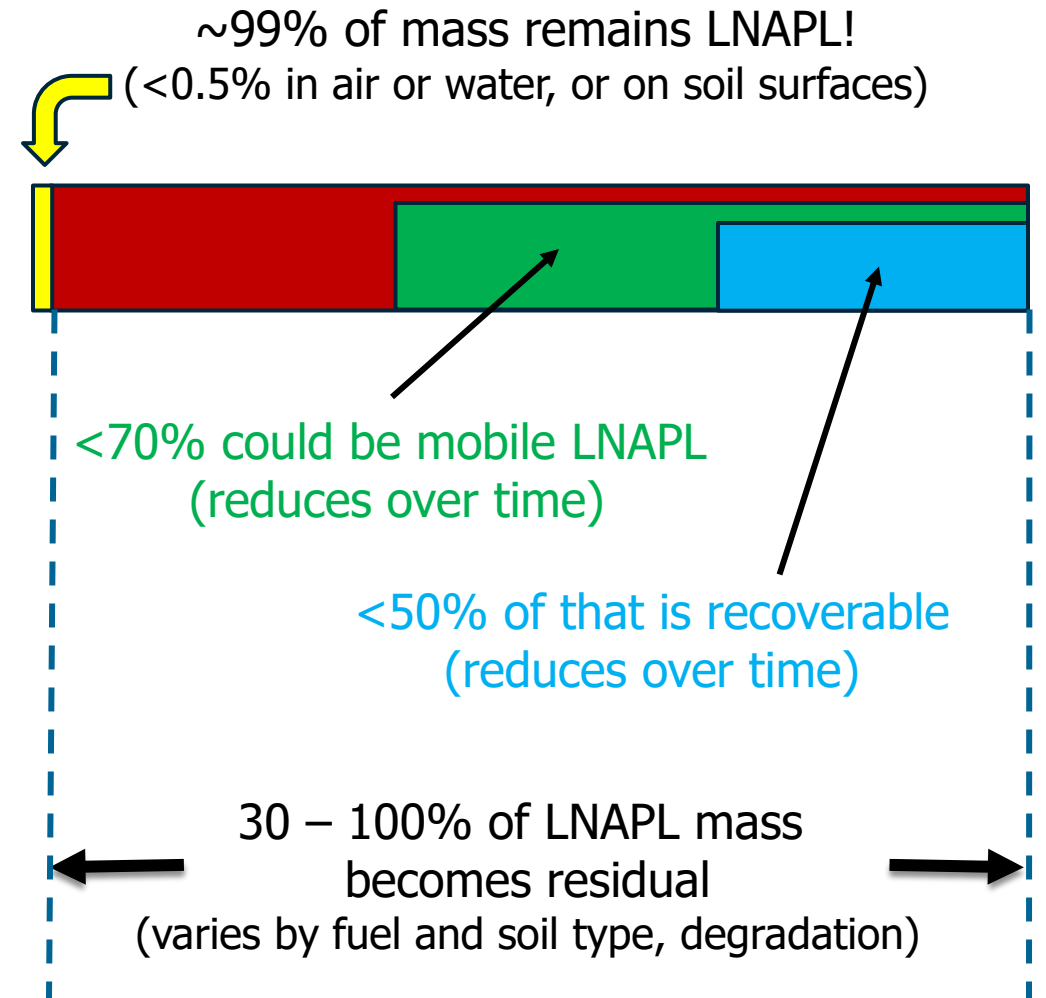 ~99% of mass remains LNAPL!
(<0.5% in air or water, or on soil surfaces)
<70% could be mobile LNAPL
(reduces over time)
<50% of that is recoverable
(reduces over time)
30 – 100% of LNAPL mass
becomes residual
(varies by fuel and soil type, degradation)